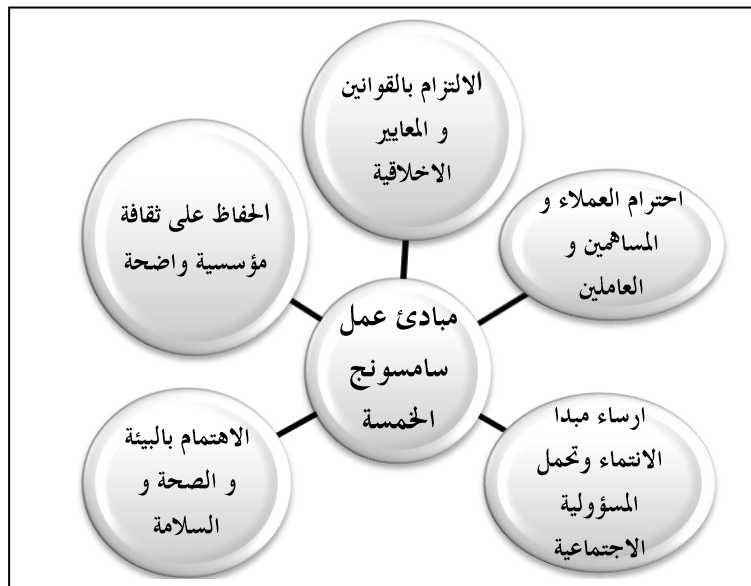 الالتزام بالقوانين
و المعايير
الاخلاقية
احترام العملاء و
المساهمين و
العاملين
ارساء مبدا
الانتماء وتحمل
المسؤولية
الاجتماعية
الاهتمام بالبيئة
و الصحة و
السلامة
الحفاظ على ثقافة
مؤسسية واضحة
مبادئ عمل
سامسونج
الخمسة